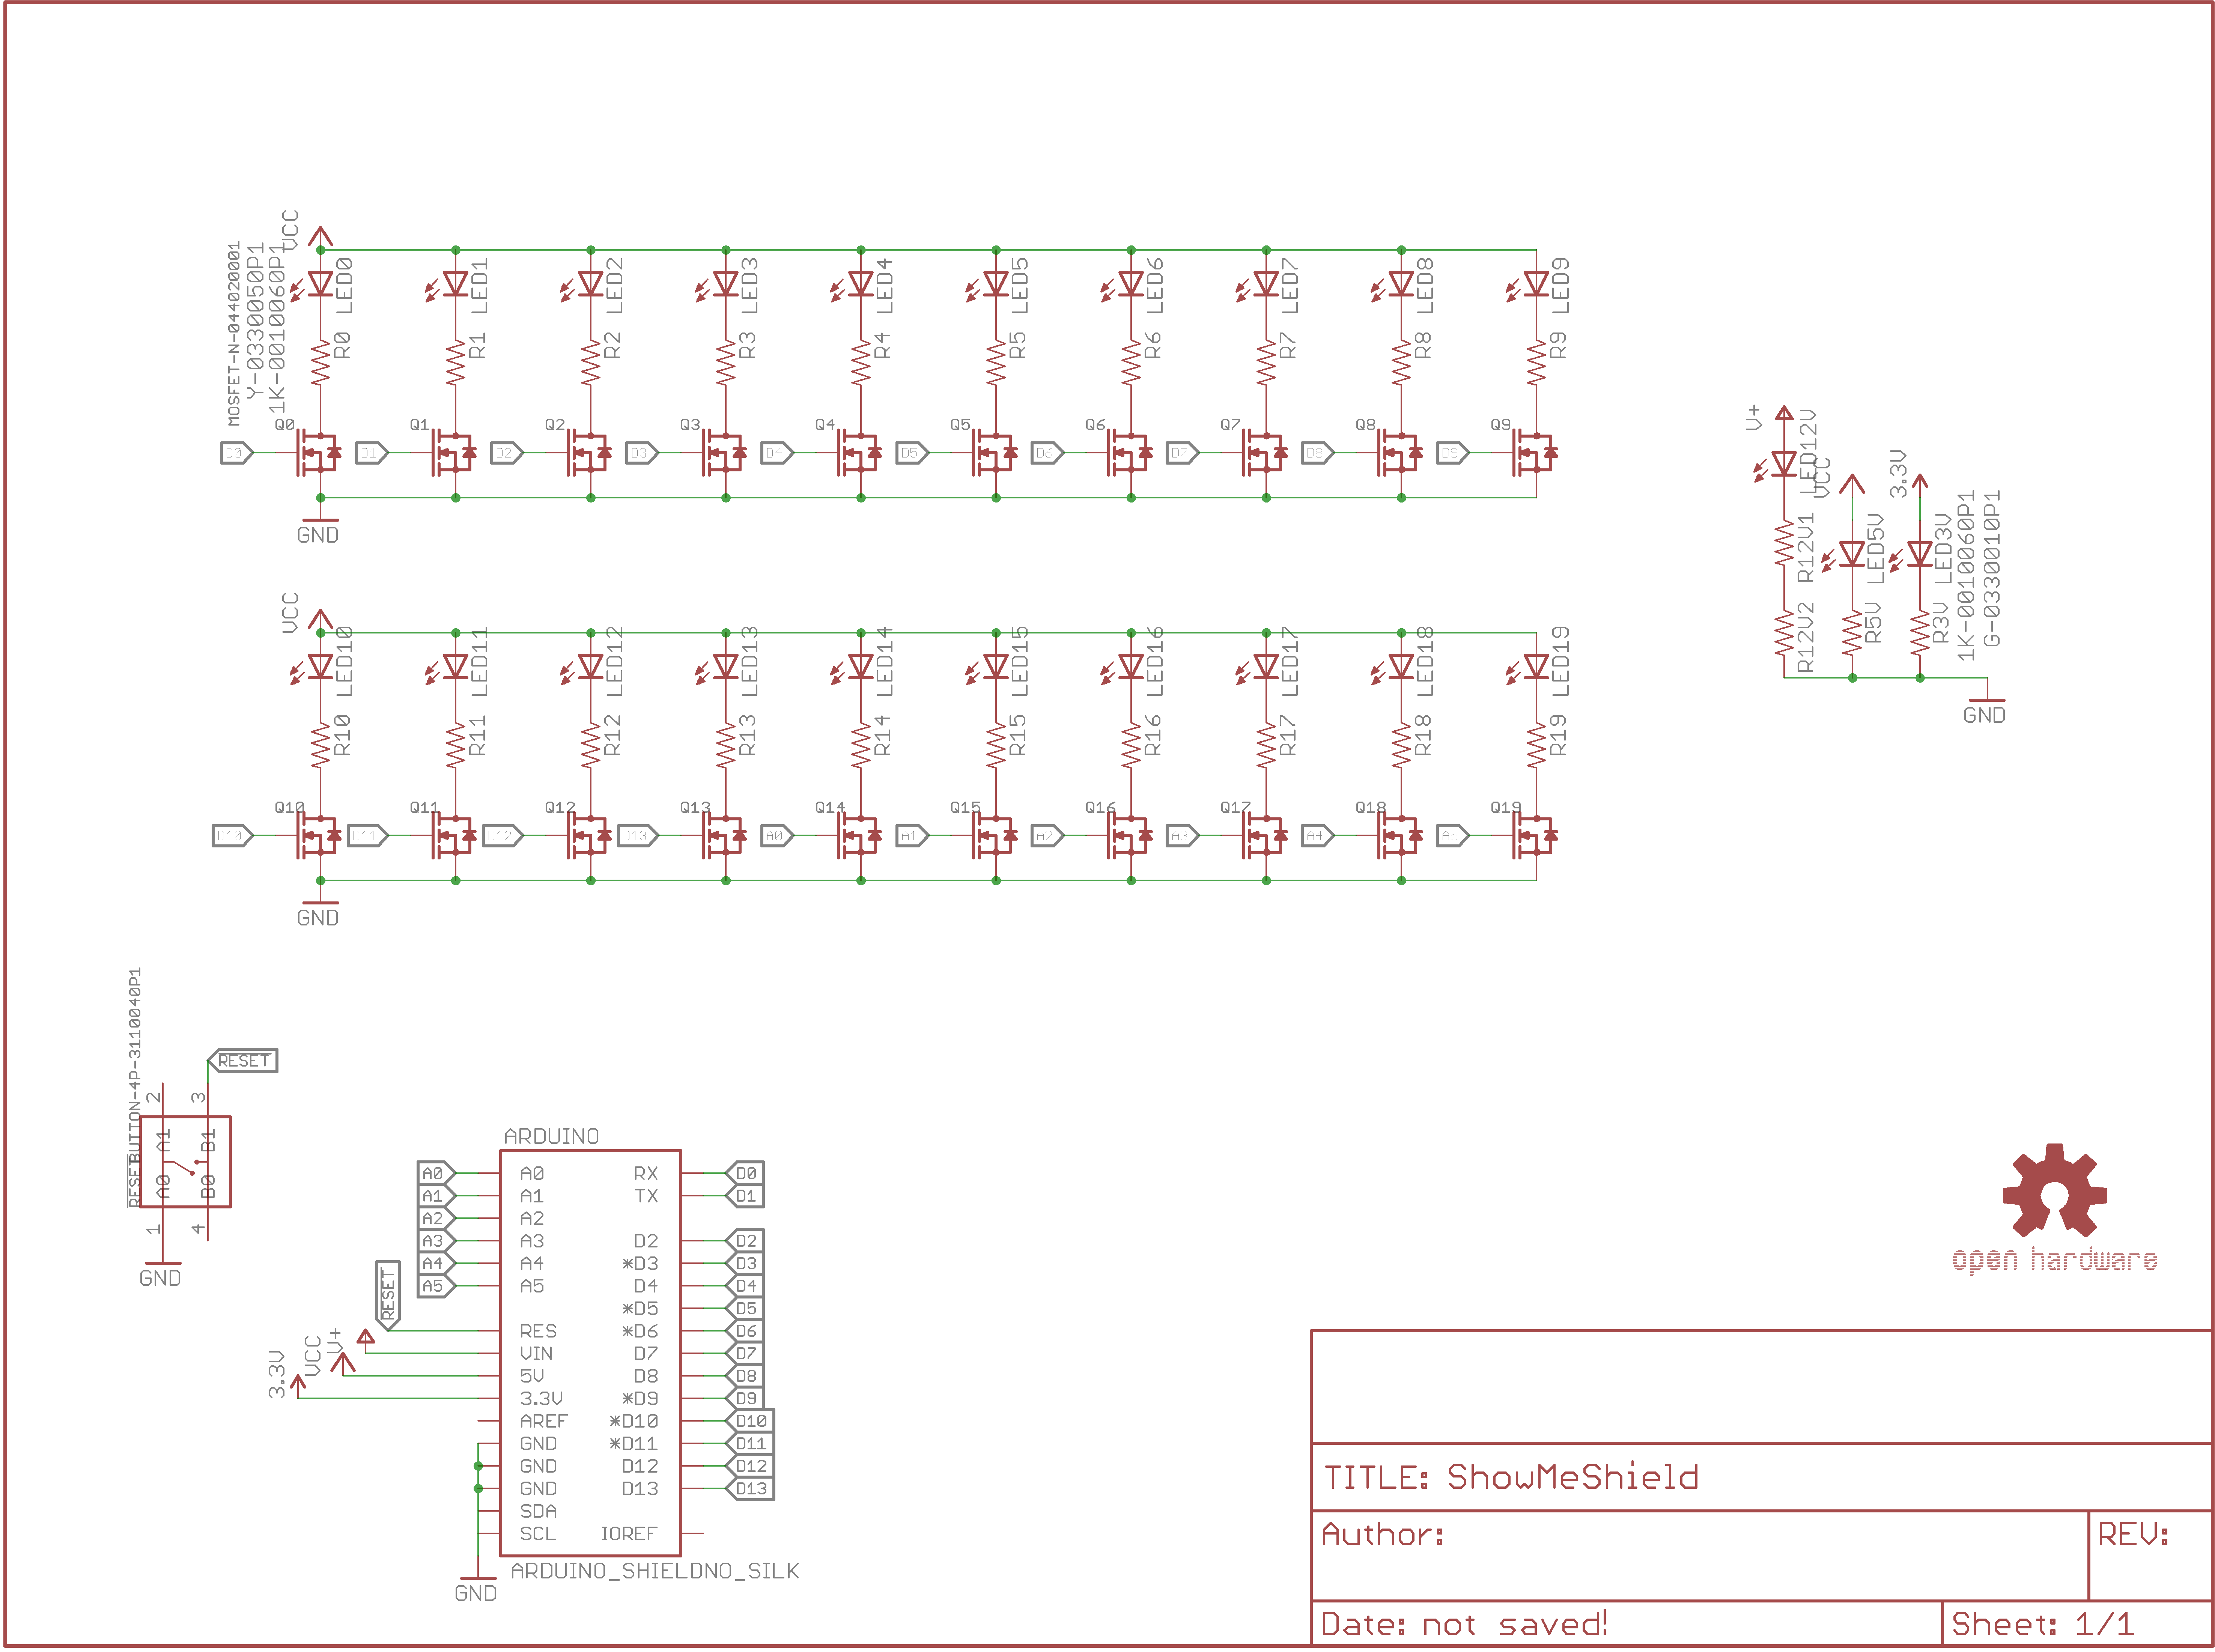 VCC
MOSFET-N-044020001
Y-0330050P1
1K-0010060P1
LED0
LED1
LED2
LED3
LED4
LED5
LED6
LED7
LED8
LED9
R0
R1
R2
R3
R4
R5
R6
R7
R8
R9
Q0
Q1
Q2
Q3
Q4
Q5
Q6
Q7
Q8
Q9
D0
D1
D2
D3
D4
D5
D6
D7
D8
D9
GND
V+
LED12V
VCC
3.3V
R12V1
LED5V
LED3V
1K-0010060P1
G-0330010P1
R12V2
R5V
R3V
GND
VCC
LED10
LED11
LED12
LED13
LED14
LED15
LED16
LED17
LED18
LED19
R10
R11
R12
R13
R14
R15
R16
R17
R18
R19
Q10
Q11
Q12
Q13
Q14
Q15
Q16
Q17
Q18
Q19
D10
D11
D12
D13
A0
A1
A2
A3
A4
A5
GND
BUTTON-4P-3110040P1
RESET
RESET
2
3
A1
B1
A0
B0
1
4
GND
ARDUINO
A0 A0 RX D0
A1 A1 TX D1
A2 A2
A3 A3 D2 D2
A4 A4 *D3 D3
A5 A5 D4 D4
*D5 D5
RESET RES *D6 D6
V+ VIN D7 D7
VCC 5V D8 D8
3.3V 3.3V *D9 D9
AREF *D10 D10
GND *D11 D11
GND D12 D12
GND D13 D13
SDA
SCL IOREF
GND
ARDUINO_SHIELDNO_SILK
open hardware
TITLE: ShowMeShield
Author:
REV:
Date: not saved!
Sheet: 1/1